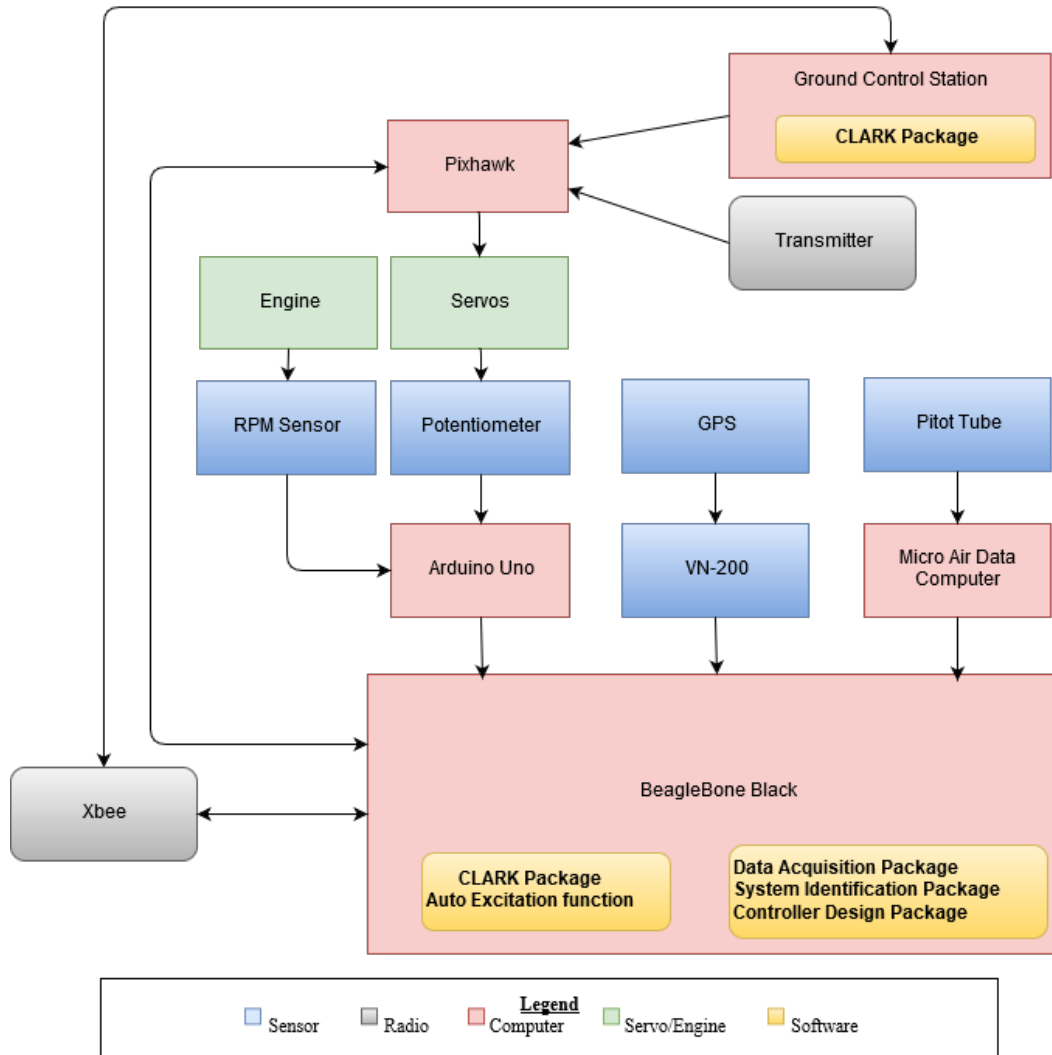 Ground Control Station
CLARK Package
Pixhawk
Transmitter
Engine
Servos
RPM Sensor
Potentiometer
GPS
Pitot Tube
Arduino Uno
VN-200
Micro Air Data
Computer
BeagleBone Black
Xbee
CLARK Package
Auto Excitation function
Data Acquisition Package
System Identification Package
Controller Design Package
Legend
Sensor
Radio
Computer
Servo/Engine
Software